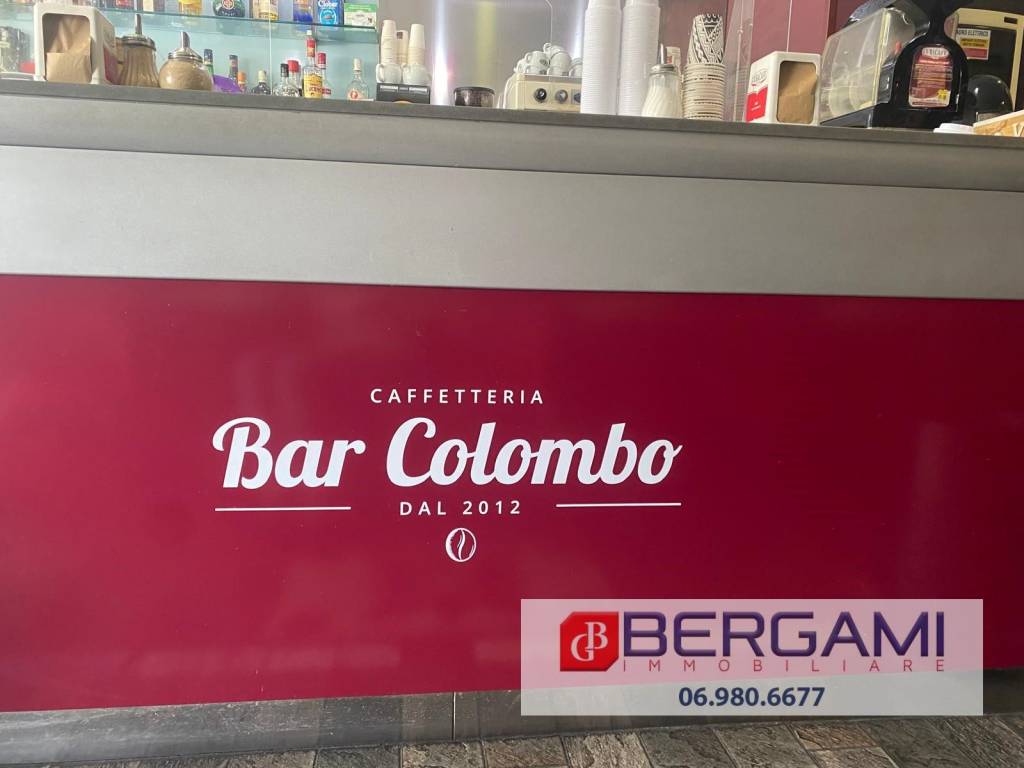 CAFFETTERIA
Bar Colombo
DAL 2012
BERGAMI
IMMOBILIARE
06.980.6677